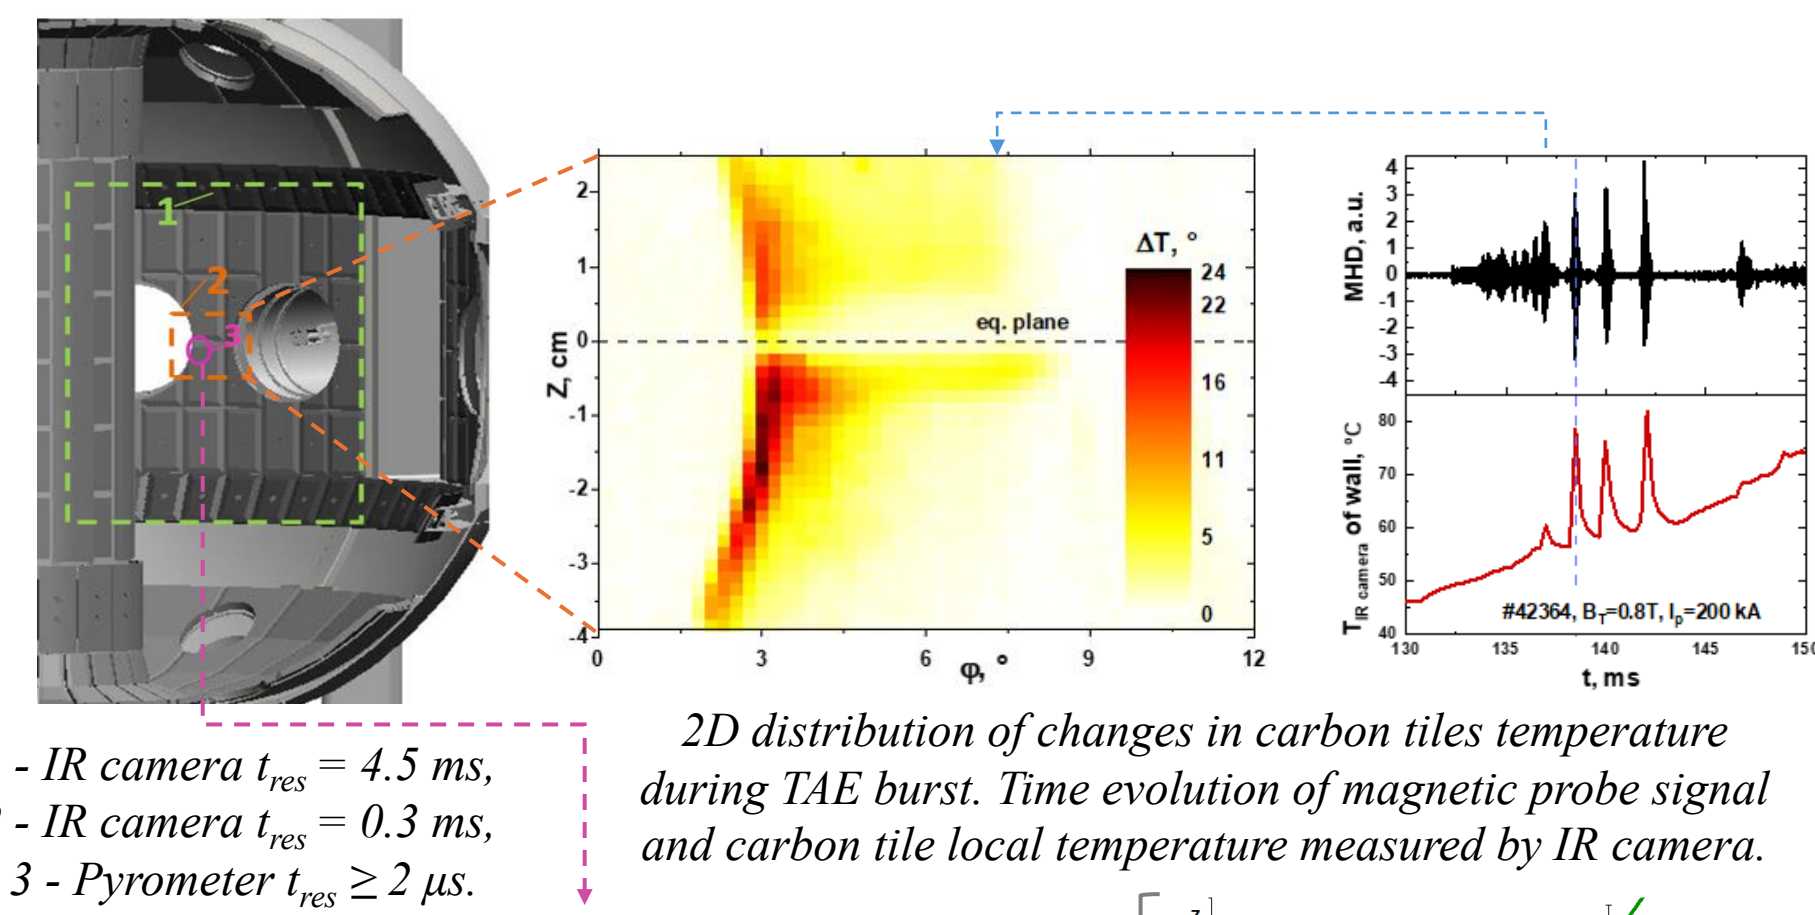 1
2
3
2
1
0
-1
-2
-3
-4
Z, cm
eq. plane
ΔT, °
24
22
16
11
5
0
0 3 6 9 12
φ, °
4
3
2
1
0
-1
-2
-3
-4
MHD, a.u.
80
70
60
50
40
T IR camera of wall, °C
#42364, B_T=0.8T, I_p=200 kA
130 135 140 145 150
t, ms
- IR camera t_res = 4.5 ms,
- IR camera t_res = 0.3 ms,
3 - Pyrometer t_res ≥ 2 μs.
2D distribution of changes in carbon tiles temperature
during TAE burst. Time evolution of magnetic probe signal
and carbon tile local temperature measured by IR camera.